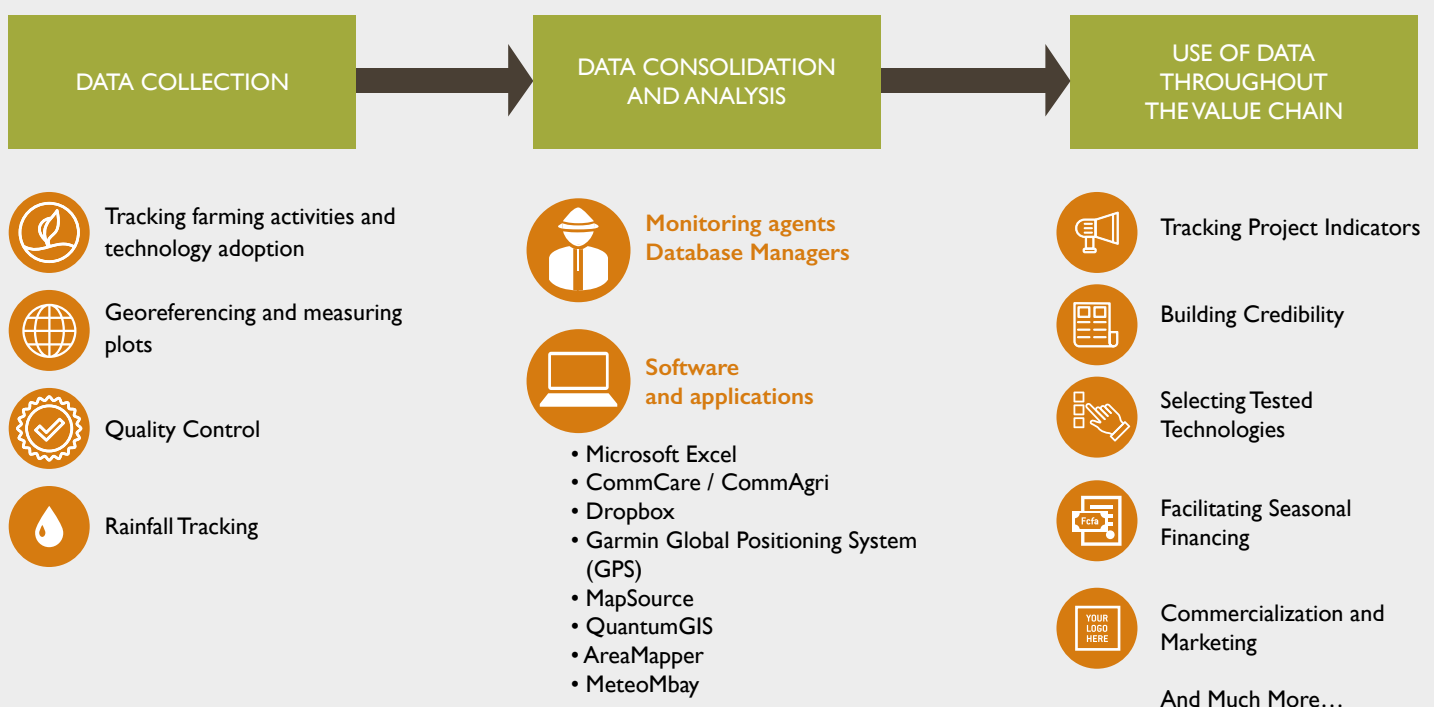 DATA COLLECTION
DATA CONSOLIDATION
AND ANALYSIS
USE OF DATA
THROUGHOUT
THE VALUE CHAIN
Tracking farming activities and
technology adoption
Georeferencing and measuring
plots
Quality Control
Rainfall Tracking
Monitoring agents
Database Managers
Software
and applications
• Microsoft Excel
• CommCare / CommAgri
• Dropbox
• Garmin Global Positioning System
(GPS)
• MapSource
• QuantumGIS
• AreaMapper
• MeteoMbay
Tracking Project Indicators
Building Credibility
Selecting Tested
Technologies
Fcfa
Facilitating Seasonal
Financing
YOUR
LOGO
HERE
Commercialization and
Marketing
And Much More…